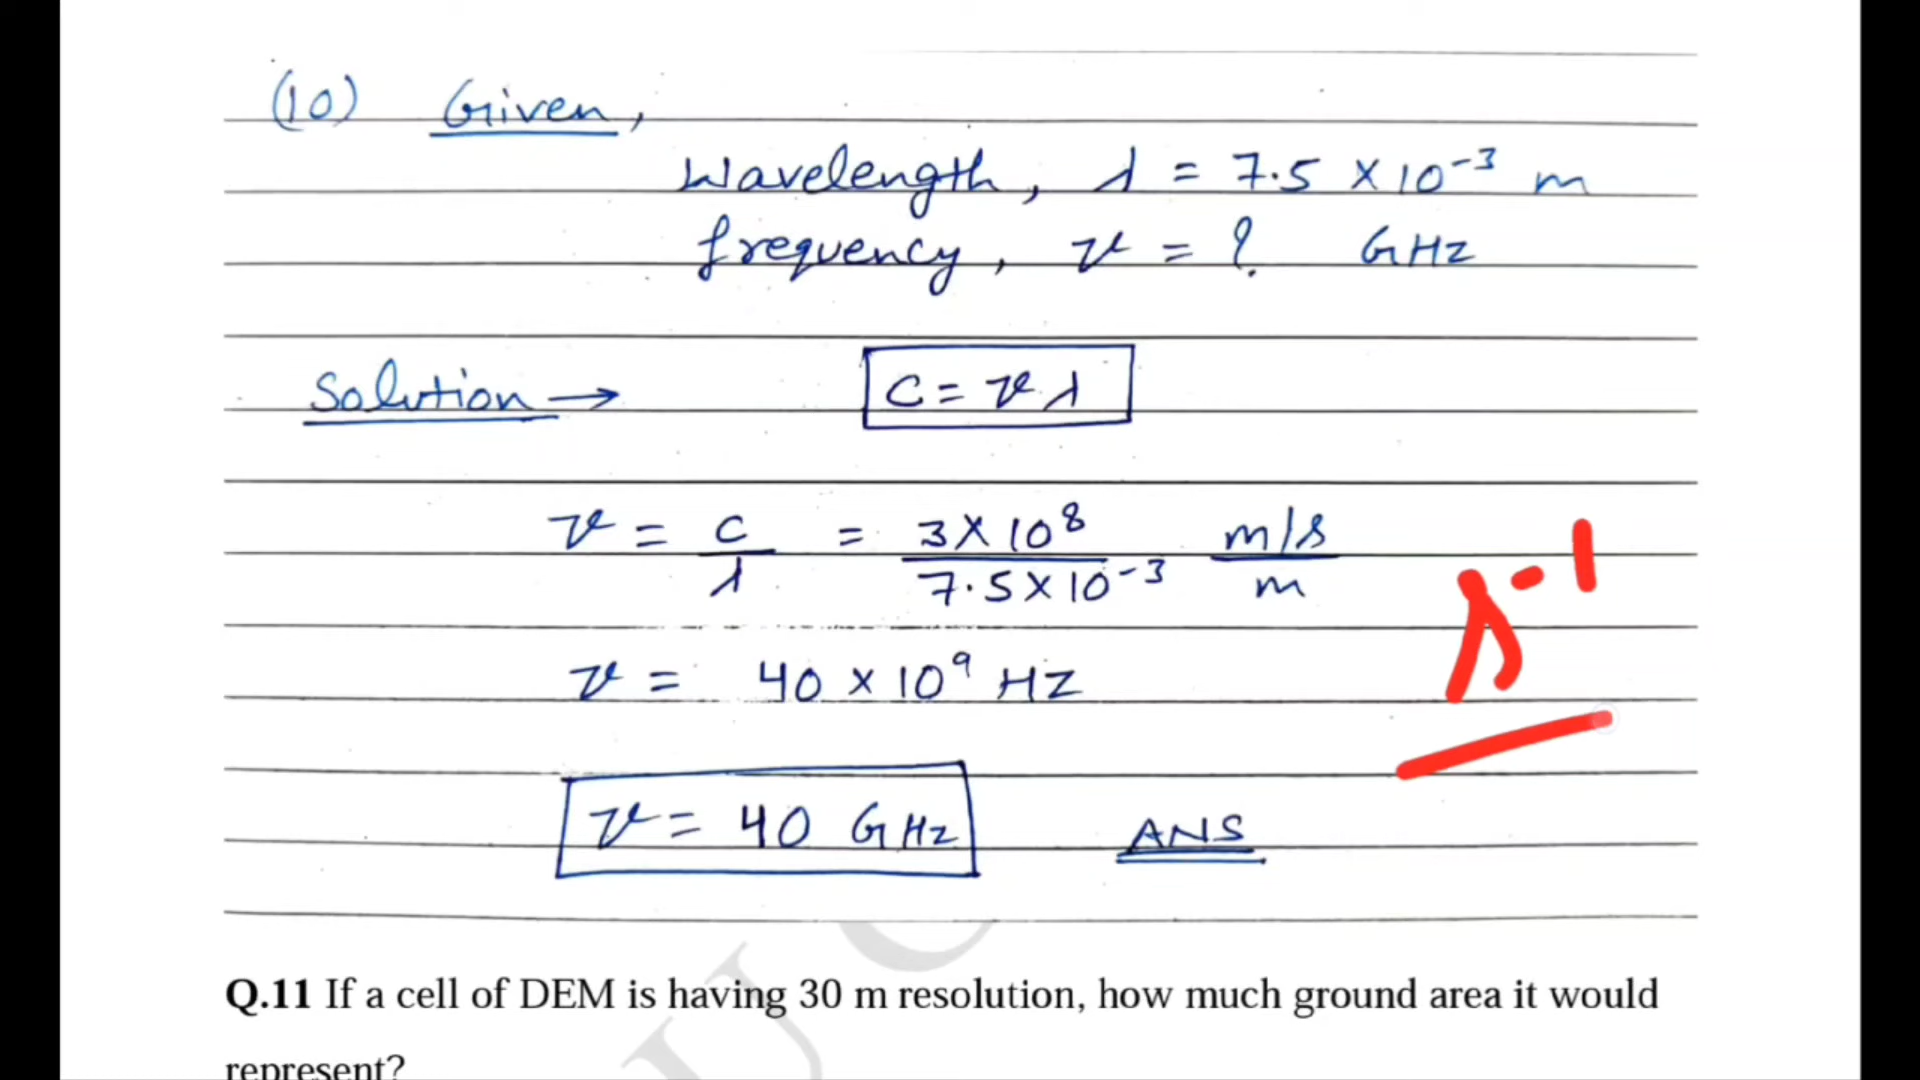 (10) Given,
Wavelength, λ = 7.5 × 10⁻³ m
frequency, ν = ? GHz
Solution → C = νλ
ν = c/λ = 3×10⁸/7.5×10⁻³ m/s/m
s⁻¹
ν = 40 × 10⁹ HZ
ν = 40 GHz ANS
Q.11 If a cell of DEM is having 30 m resolution, how much ground area it would
represent?